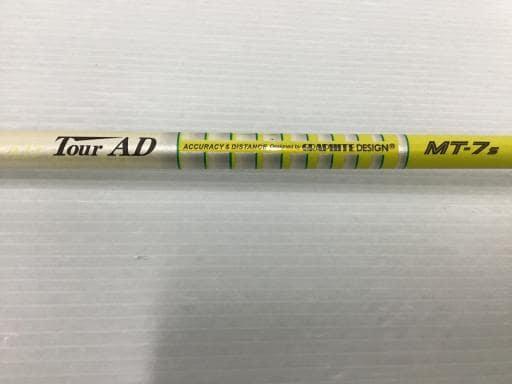 Tour AD ACCURACY & DISTANCE Designed by GRAPHITE DESIGN® MT-7s